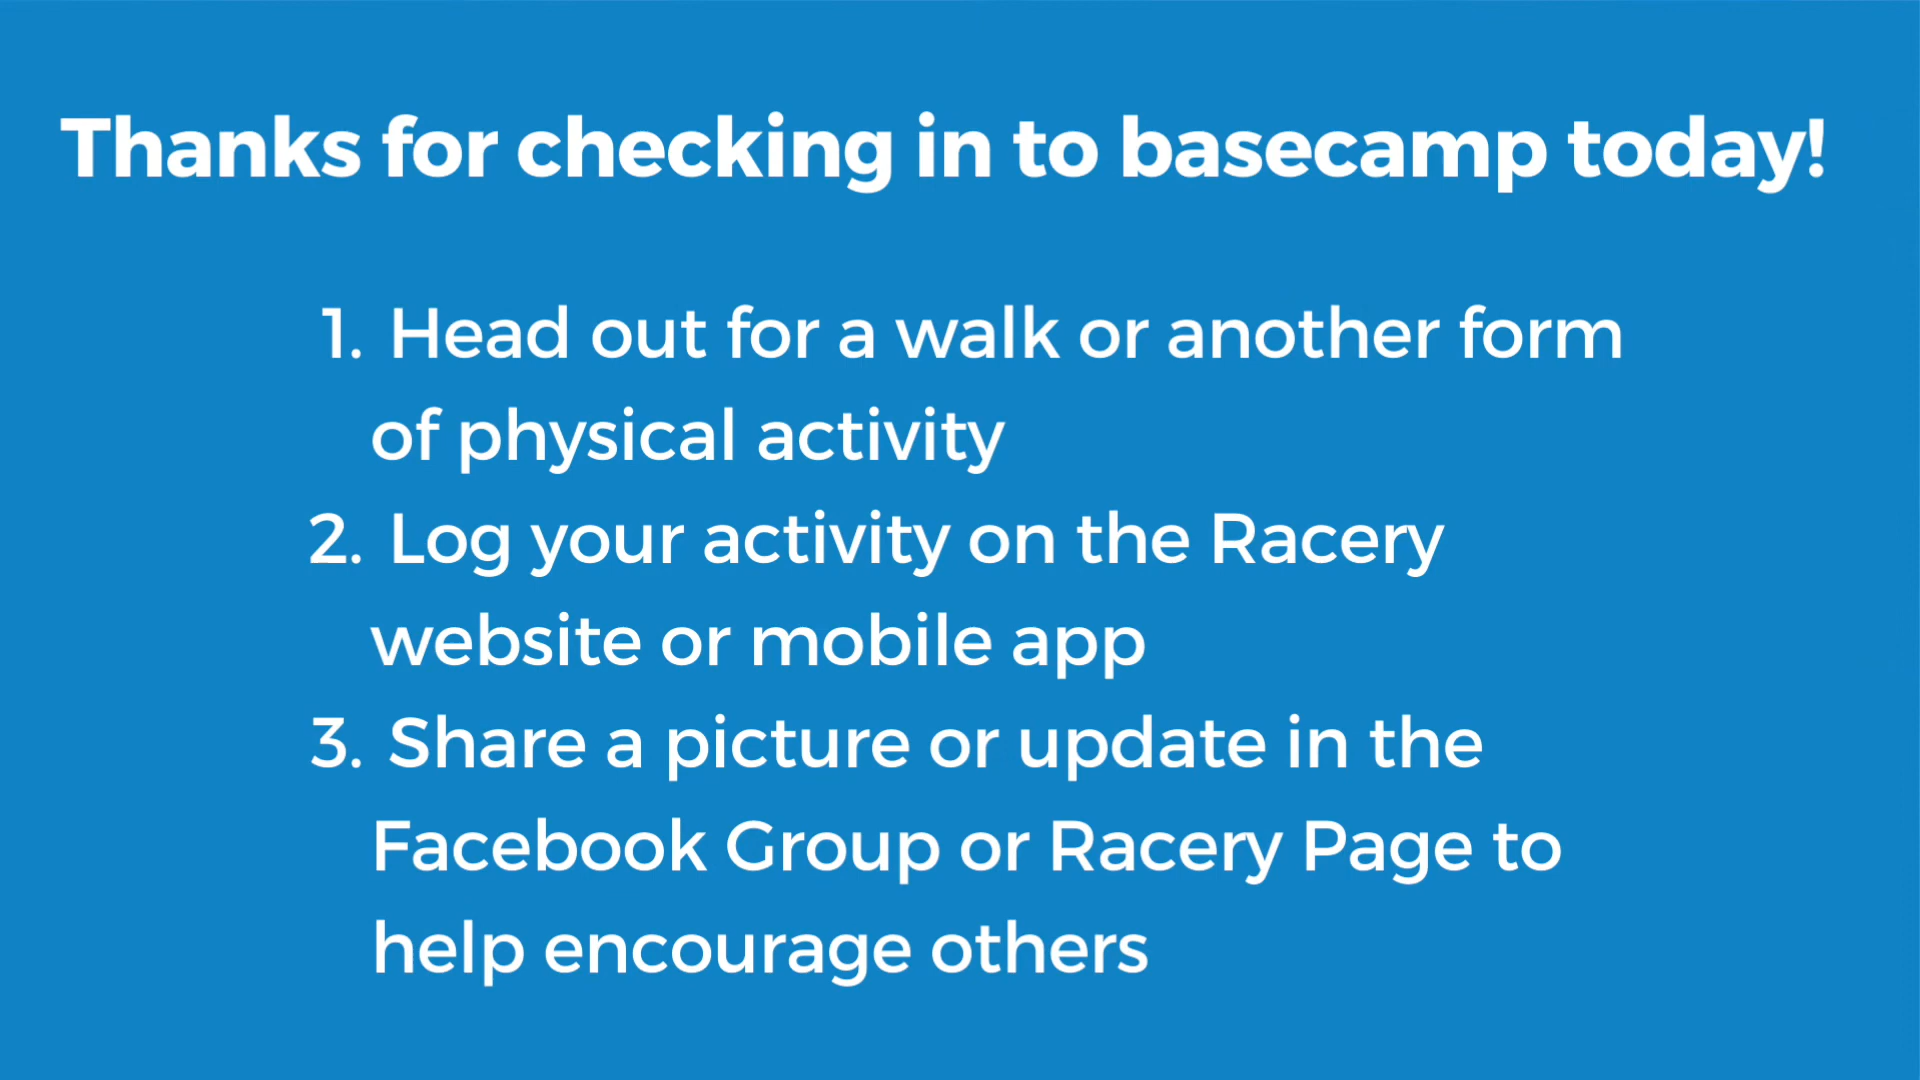 Thanks for checking in to basecamp today!
1. Head out for a walk or another form
of physical activity
2. Log your activity on the Racery
website or mobile app
3. Share a picture or update in the
Facebook Group or Racery Page to
help encourage others